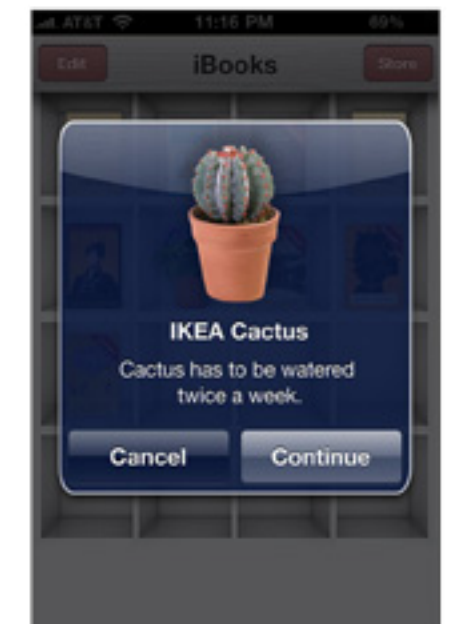 AT&T 11:16 PM 69%
Edit iBooks Store
IKEA Cactus
Cactus has to be watered
twice a week.
Cancel Continue